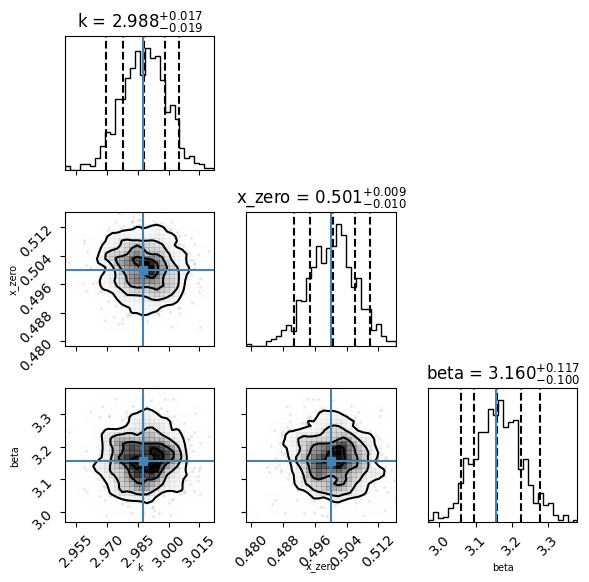 k = 2.988+0.017−0.019
x_zero = 0.501+0.009−0.010
0.512
0.504
0.496
0.488
0.480
x_zero
beta = 3.160+0.117−0.100
3.3
3.2
3.1
3.0
beta
2.955 2.970 2.985 3.000 3.015
k
0.480 0.488 0.496 0.504 0.512
x_zero
3.0 3.1 3.2 3.3
beta